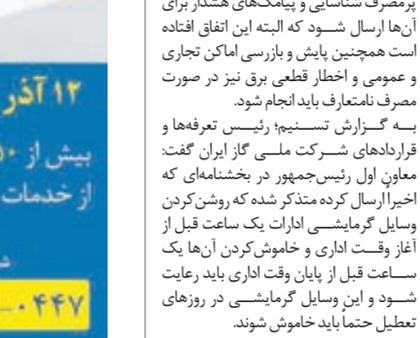 پرمصرف شناسایی و پیامک‌های هشدار برای
آن‌ها ارسال شود که البته این اتفاق افتاده
است همچنین پایش و بازرسی اماکن تجاری
و عمومی و اخطار قطعی برق نیز در صورت
مصرف نامتعارف باید انجام شود.
به گزارش تسنیم؛ رئیس تعرفه‌ها و
قراردادهای شرکت ملی گاز ایران گفت:
معاون اول رئیس‌جمهور در بخشنامه‌ای که
اخیراً ارسال کرده متذکر شده که روشن‌کردن
وسایل گرمایشی ادارات یک ساعت قبل از
آغاز وقت اداری و خاموش‌کردن آن‌ها یک
ساعت قبل از پایان وقت اداری باید رعایت
شود و این وسایل گرمایشی در روزهای
تعطیل حتماً باید خاموش شوند.
۱۲ آذر
بیش از
از خدمات
۰۴۴۷